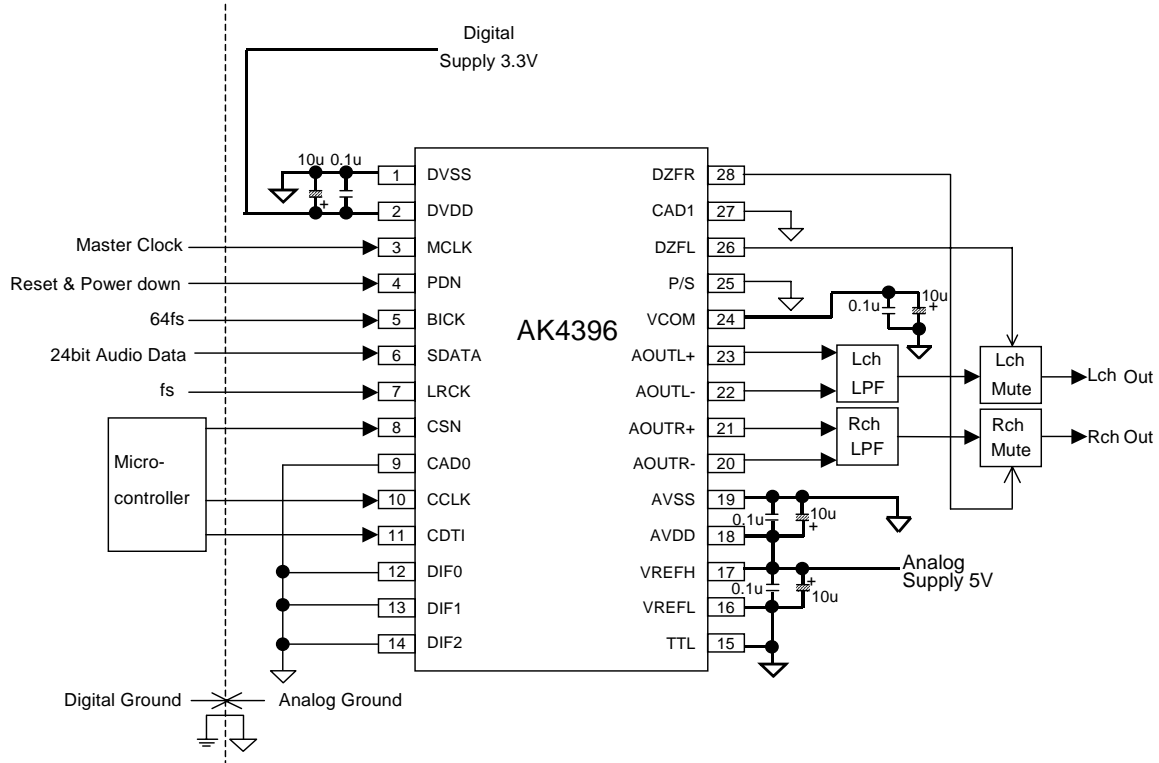 Digital
Supply 3.3V
10u 0.1u
+
1 DVSS
2 DVDD
Master Clock 3 MCLK
Reset & Power down 4 PDN
64fs 5 BICK
24bit Audio Data 6 SDATA
fs 7 LRCK
8 CSN
9 CAD0
10 CCLK
11 CDTI
12 DIF0
13 DIF1
14 DIF2
Micro-
controller
AK4396
DZFR 28
CAD1 27
DZFL 26
P/S 25
VCOM 24
AOUTL+ 23
AOUTL- 22
AOUTR+ 21
AOUTR- 20
AVSS 19
AVDD 18
VREFH 17
VREFL 16
TTL 15
0.1u 10u
+
Lch
LPF
Lch
Mute
Lch Out
Rch
LPF
Rch
Mute
Rch Out
0.1u 10u
+
Analog
Supply 5V
0.1u + 10u
Digital Ground Analog Ground